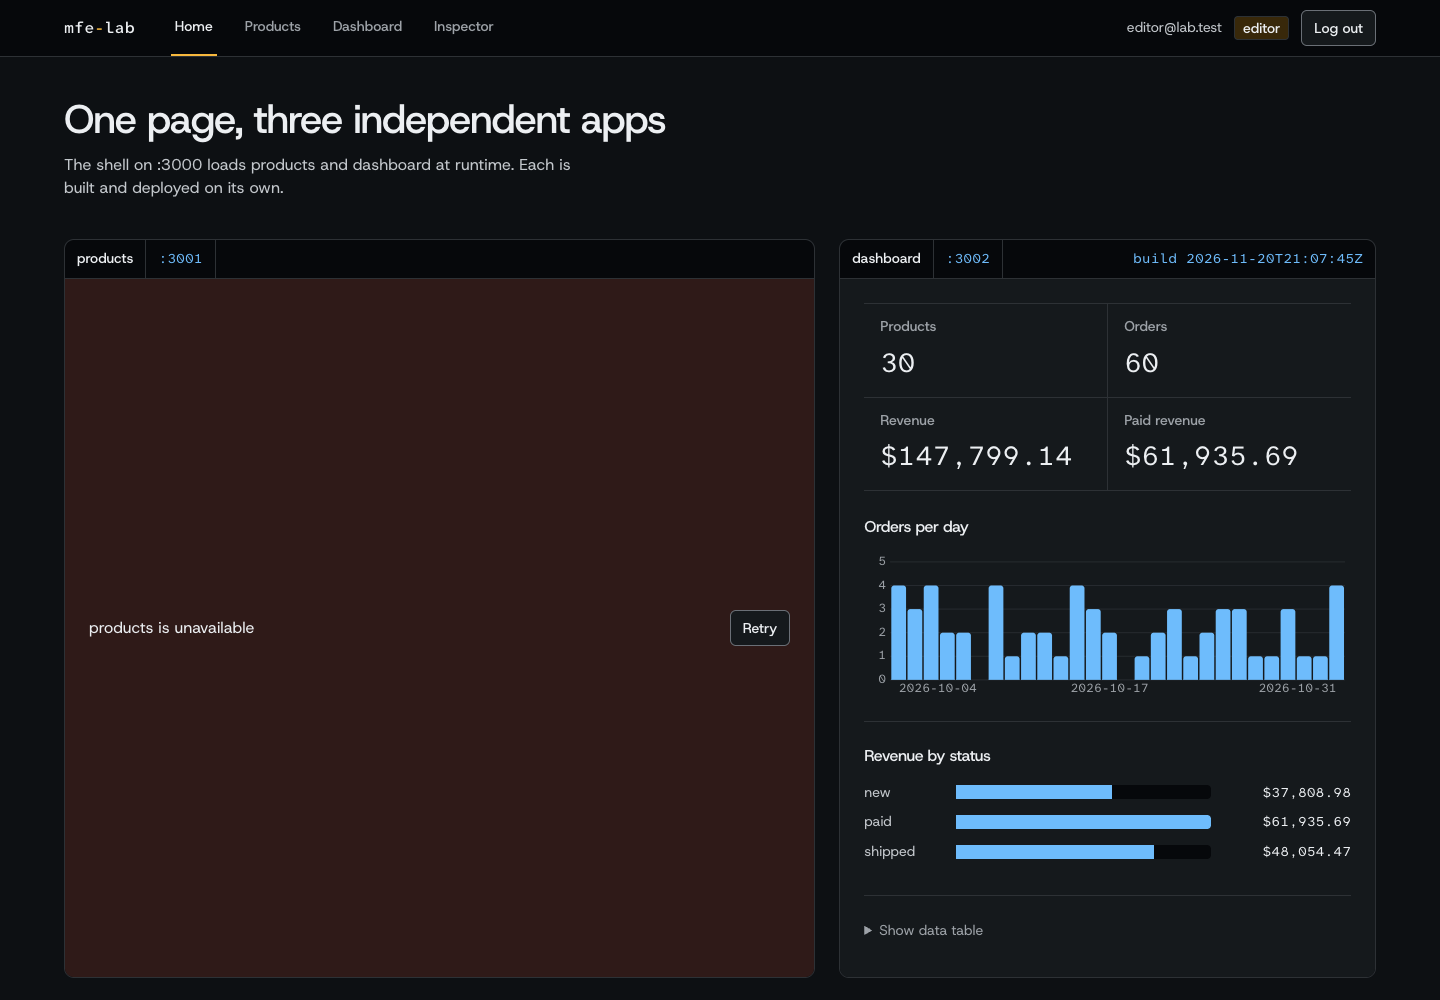 mfe-lab
Home
Products
Dashboard
Inspector
editor@lab.test
editor
Log out
One page, three independent apps
The shell on :3000 loads products and dashboard at runtime. Each is
built and deployed on its own.
products
:3001
products is unavailable
Retry
dashboard
:3002
build 2026-11-20T21:07:45Z
Products
30
Orders
60
Revenue
$147,799.14
Paid revenue
$61,935.69
Orders per day
5
4
3
2
1
0
2026-10-04
2026-10-17
2026-10-31
Revenue by status
new
$37,808.98
paid
$61,935.69
shipped
$48,054.47
Show data table